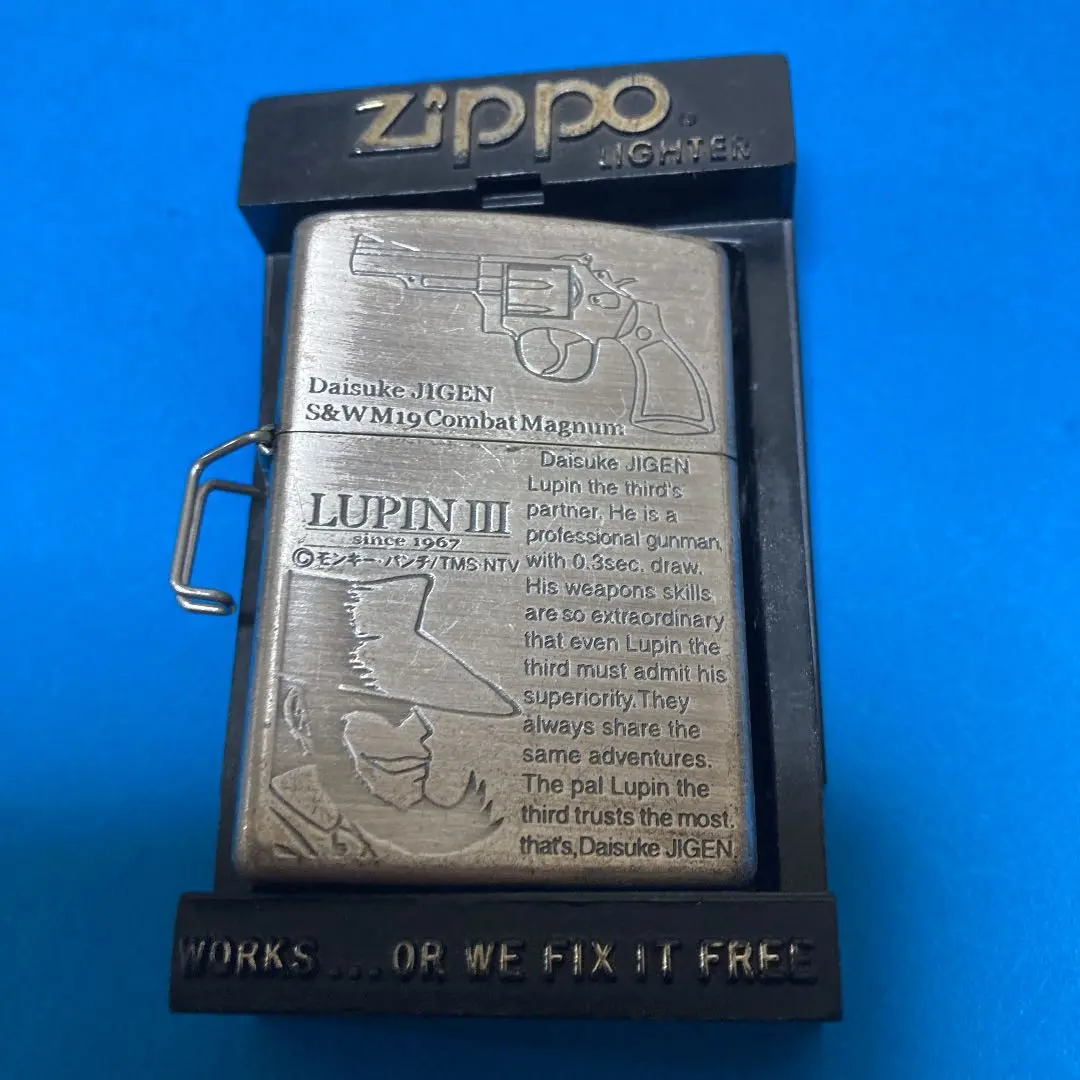 Zippo
LIGHTER
Daisuke JIGEN
S&W M19 Combat Magnum
LUPIN III
since 1967
©モンキー・パンチ/TMS・NTV
Daisuke JIGEN
Lupin the third's
partner. He is a
professional gunman,
with 0.3sec. draw.
His weapons skills
are so extraordinary
that even Lupin the
third must admit his
superiority. They
always share the
same adventures.
The pal Lupin the
third trusts the most.
that's, Daisuke JIGEN
WORKS...OR WE FIX IT FREE